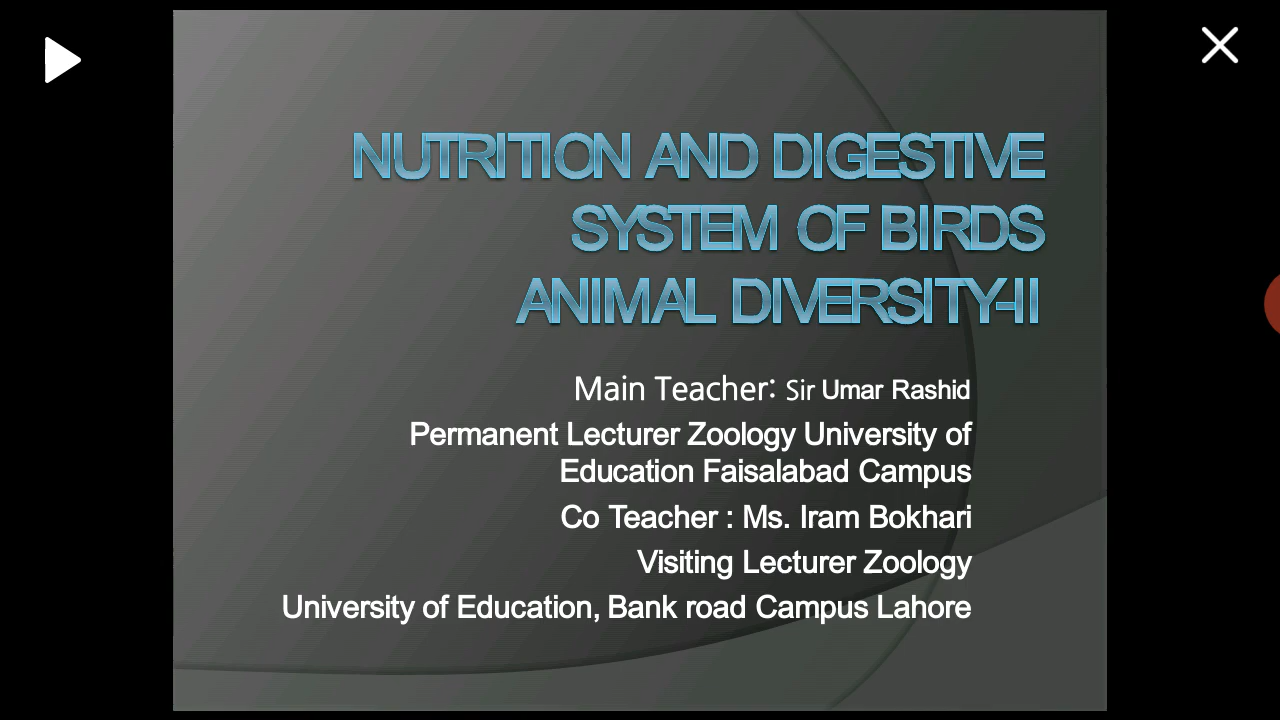 NUTRITION AND DIGESTIVE
SYSTEM OF BIRDS
ANIMAL DIVERSITY-II
Main Teacher: Sir Umar Rashid
Permanent Lecturer Zoology University of
Education Faisalabad Campus
Co Teacher : Ms. Iram Bokhari
Visiting Lecturer Zoology
University of Education, Bank road Campus Lahore